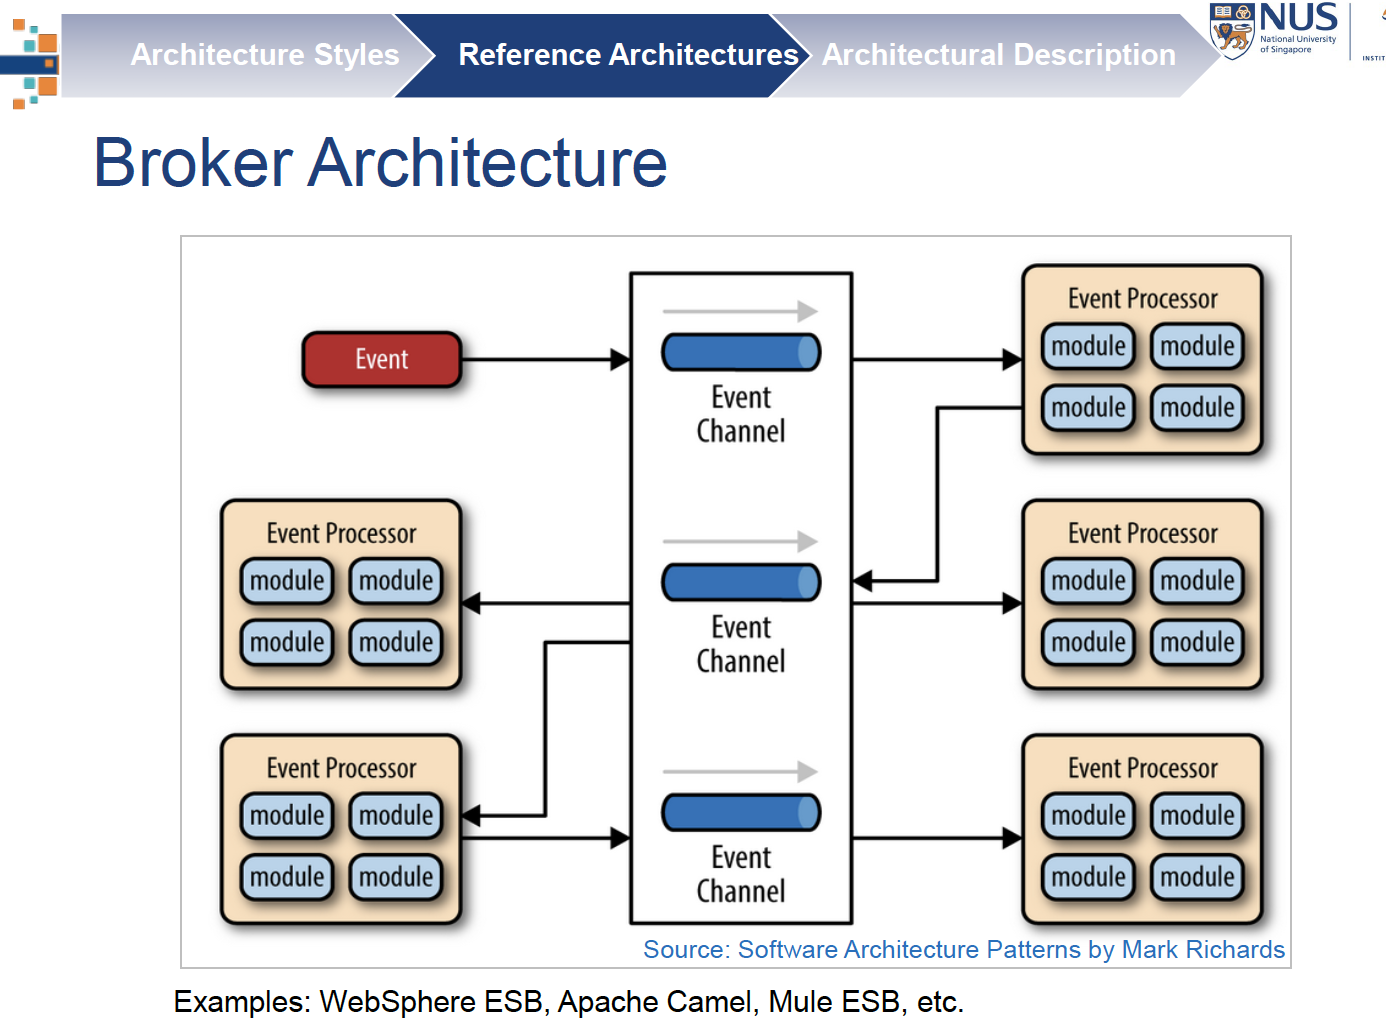 Architecture Styles
Reference Architectures
Architectural Description
NUS
National University
of Singapore
INSTIT
Broker Architecture
Event
Event
Channel
Event Processor
module module
module module
Event Processor
module module
module module
Event
Channel
Event Processor
module module
module module
Event Processor
module module
module module
Event
Channel
Event Processor
module module
module module
Source: Software Architecture Patterns by Mark Richards
Examples: WebSphere ESB, Apache Camel, Mule ESB, etc.